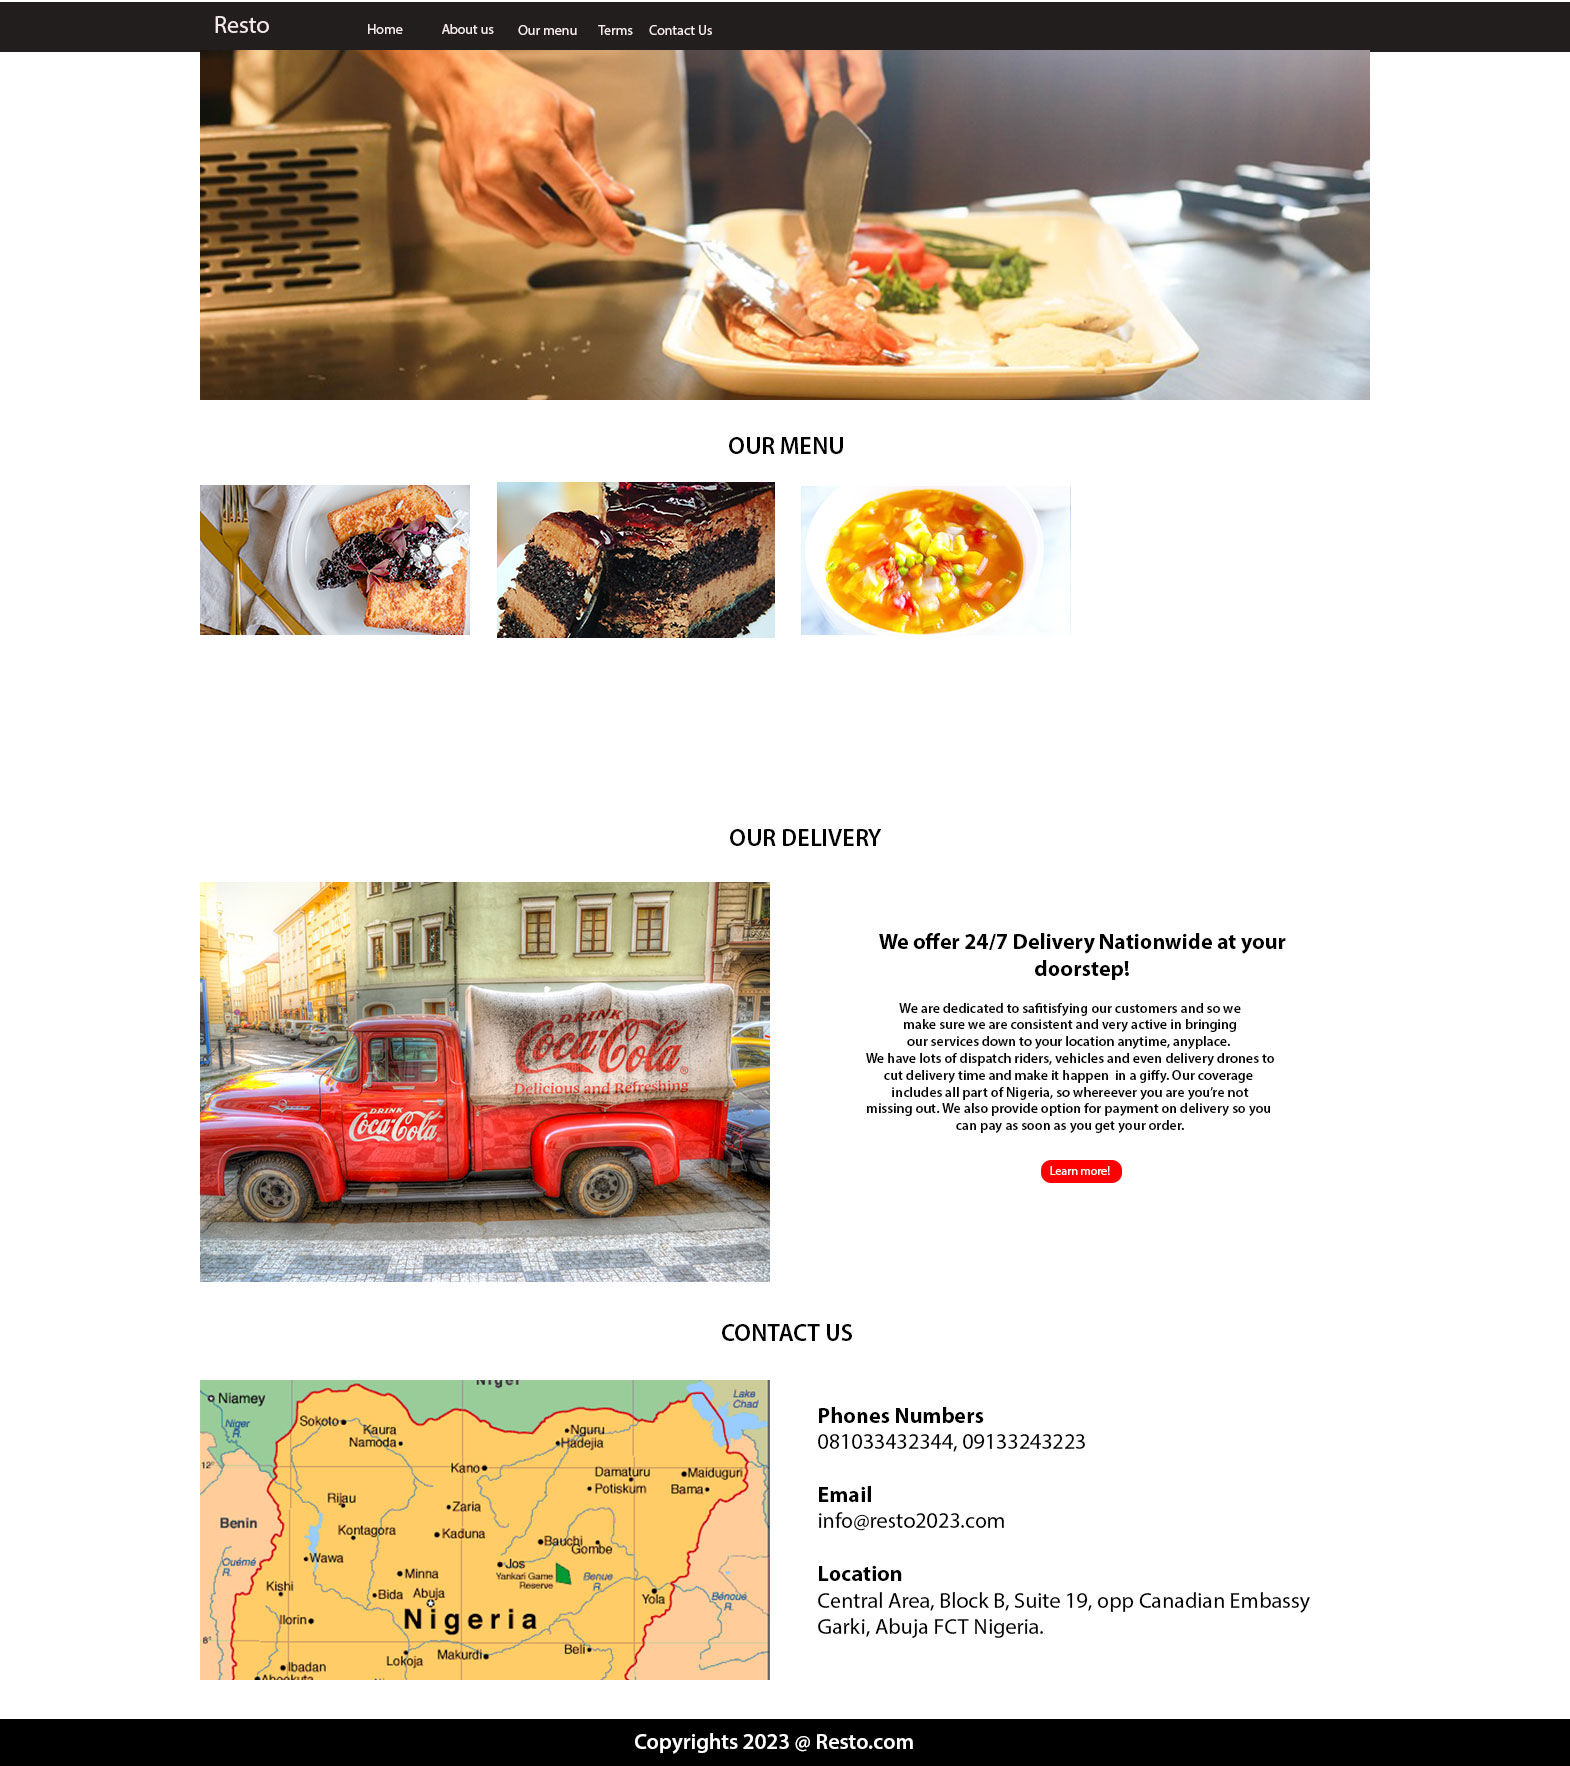 Resto
Home About us Our menu Terms Contact Us
OUR MENU
OUR DELIVERY
DRINK
Coca-Cola
®
Delicious and Refreshing
DRINK
Coca-Cola
We offer 24/7 Delivery Nationwide at your
doorstep!
We are dedicated to safitisfying our customers and so we
make sure we are consistent and very active in bringing
our services down to your location anytime, anyplace.
We have lots of dispatch riders, vehicles and even delivery drones to
cut delivery time and make it happen in a giffy. Our coverage
includes all part of Nigeria, so whereever you are you're not
missing out. We also provide option for payment on delivery so you
can pay as soon as you get your order.
Learn more!
CONTACT US
Niger
Niamey
Lake
Chad
Niger
R.
Sokoto
Kaura
Namoda
Nguru
Hadjia
12°
Kano
Damaturu
Maiduguri
Potiskum
Bama
Rijau
Zaria
Benin
Kontagora
Kaduna
Bauchi
Gombe
Wawa
Jos
Ouémé
R.
Minna
Yankari Game
Reserve
Benue
R.
Kishi
Bida
Abuja
Yola
Bénoué
R.
Ilorin
Nigeria
8°
Beli
Makurdi
Lokoja
Ibadan
Abeokuta
Phones Numbers
081033432344, 09133243223
Email
info@resto2023.com
Location
Central Area, Block B, Suite 19, opp Canadian Embassy
Garki, Abuja FCT Nigeria.
Copyrights 2023 @ Resto.com